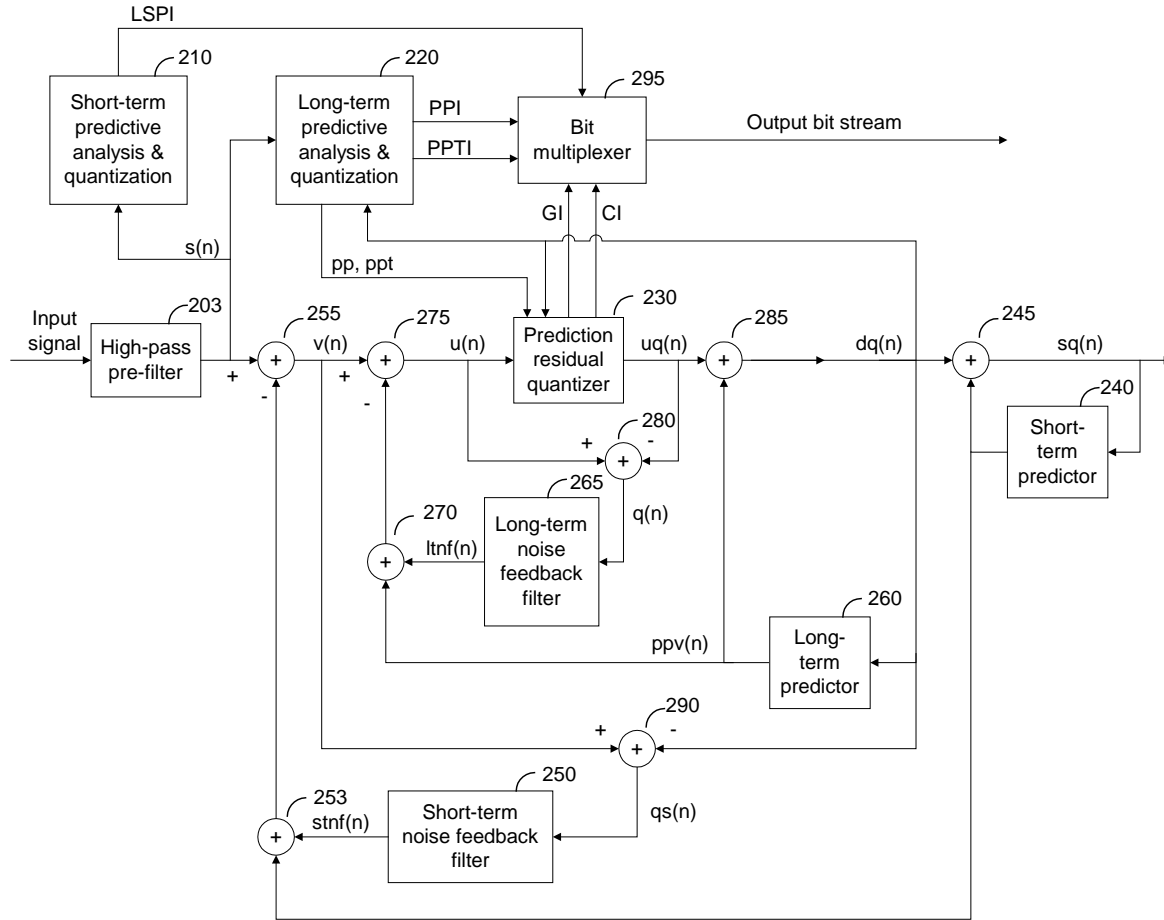 LSPI
210
220
295
Short-term
predictive
analysis &
quantization
Long-term
predictive
analysis &
quantization
PPI
PPTI
Bit
multiplexer
Output bit stream
GI
CI
s(n)
pp, ppt
Input
signal
203
High-pass
pre-filter
+
-
255
+
v(n)
+
-
275
+
u(n)
230
Prediction
residual
quantizer
uq(n)
285
+
dq(n)
245
+
sq(n)
240
Short-
term
predictor
280
+
-
+
265
Long-term
noise
feedback
filter
q(n)
270
+
ltnf(n)
260
Long-
term
predictor
ppv(n)
290
+
-
+
250
Short-term
noise feedback
filter
qs(n)
253
+
stnf(n)